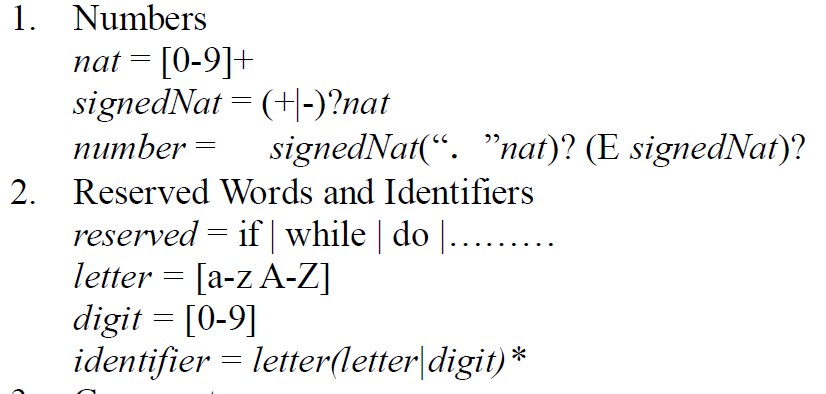 1. Numbers
nat = [0-9]+
signedNat = (+|-)?nat
number = signedNat(“. ”nat)? (E signedNat)?
2. Reserved Words and Identifiers
reserved = if | while | do |.........
letter = [a-z A-Z]
digit = [0-9]
identifier = letter(letter|digit)*